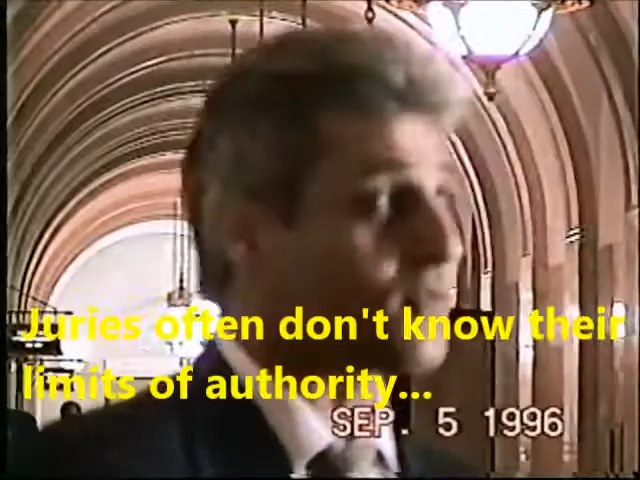 Juries often don't know their
limits of authority...
SEP. 5 1996